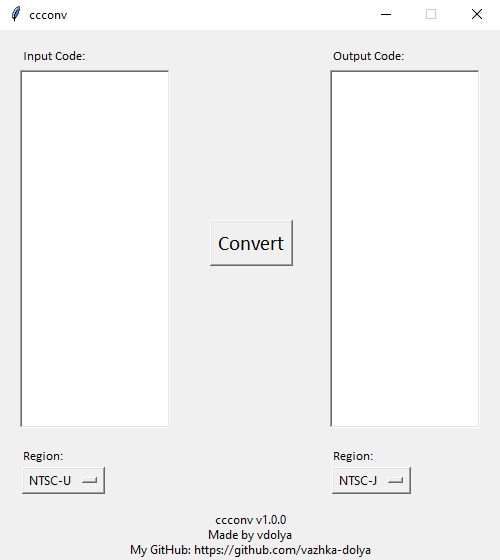 ccconv
Input Code:
Output Code:
Convert
Region:
Region:
NTSC-U
NTSC-J
ccconv v1.0.0
Made by vdolya
My GitHub: https://github.com/vazhka-dolya